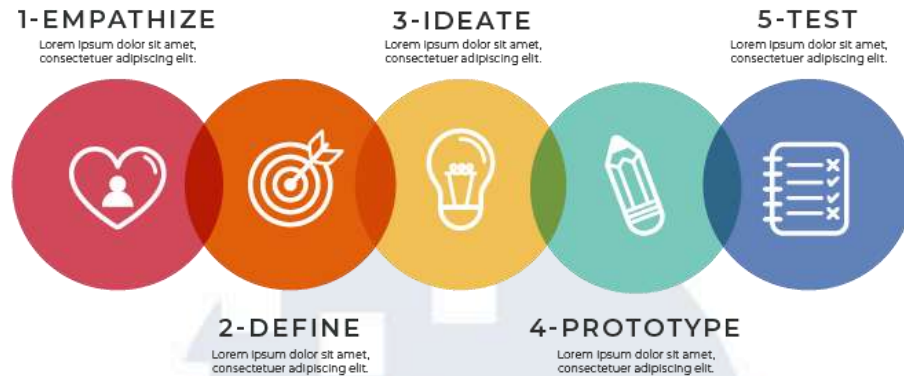 1-EMPATHIZE
Lorem ipsum dolor sit amet,
consectetuer adipiscing elit.
3-IDEATE
Lorem ipsum dolor sit amet,
consectetuer adipiscing elit.
5-TEST
Lorem ipsum dolor sit amet,
consectetuer adipiscing elit.
2-DEFINE
Lorem ipsum dolor sit amet,
consectetuer adipiscing elit.
4-PROTOTYPE
Lorem ipsum dolor sit amet,
consectetuer adipiscing elit.